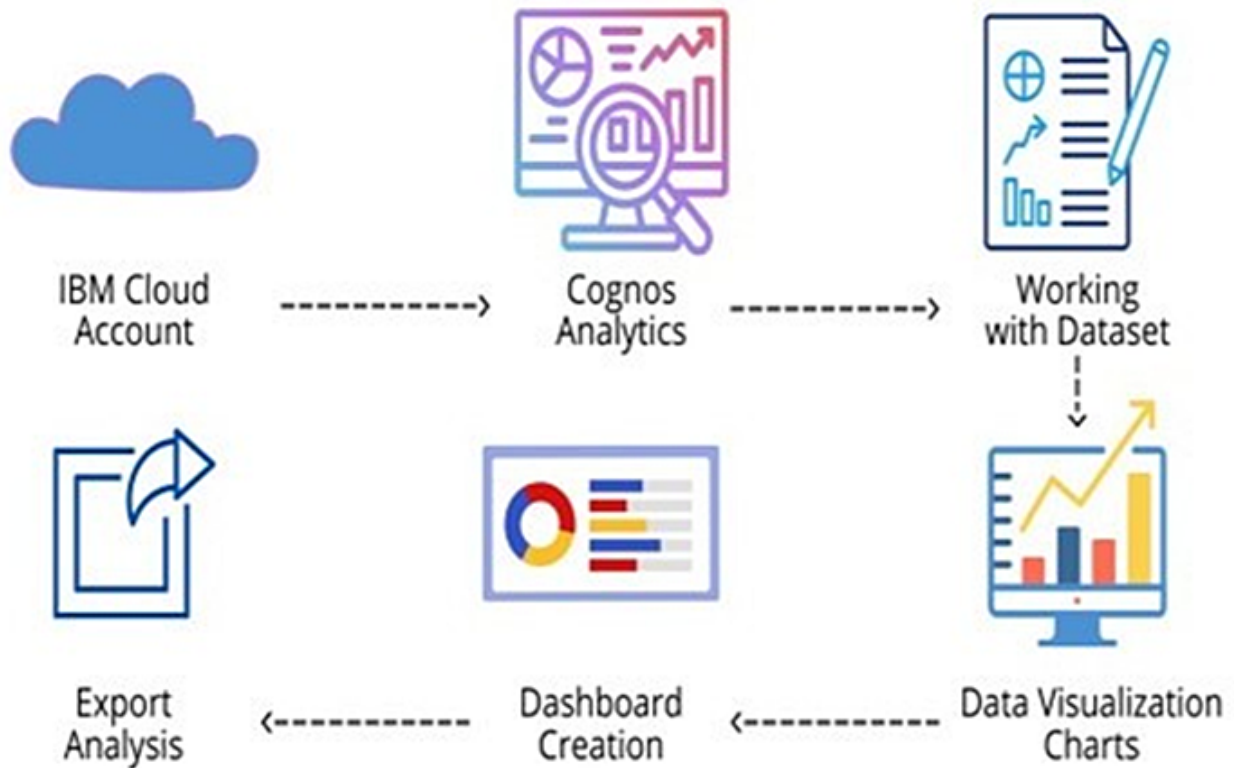 IBM Cloud
Account
Cognos
Analytics
Working
with Dataset
Data Visualization
Charts
Dashboard
Creation
Export
Analysis